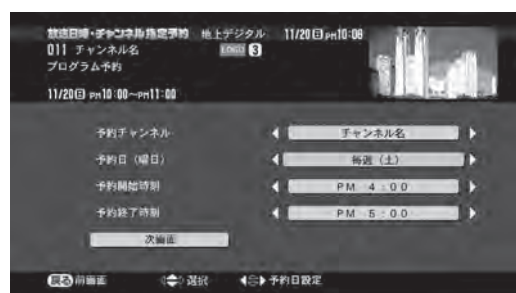 放送日時・チャンネル指定予約 地上デジタル 11/20日 PM10:08
011 チャンネル名 LOGO 3
プログラム予約
11/20日 PM10:00～PM11:00
予約チャンネル チャンネル名
予約日（曜日） 毎週（土）
予約開始時刻 PM 4:00
予約終了時刻 PM 5:00
次画面
戻る 前画面 選択 予約日設定